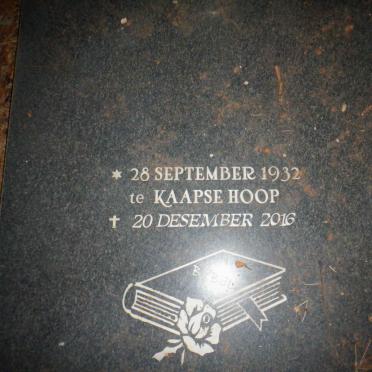 * 28 SEPTEMBER 1932
te KAAPSE HOOP
† 20 DESEMBER 2016